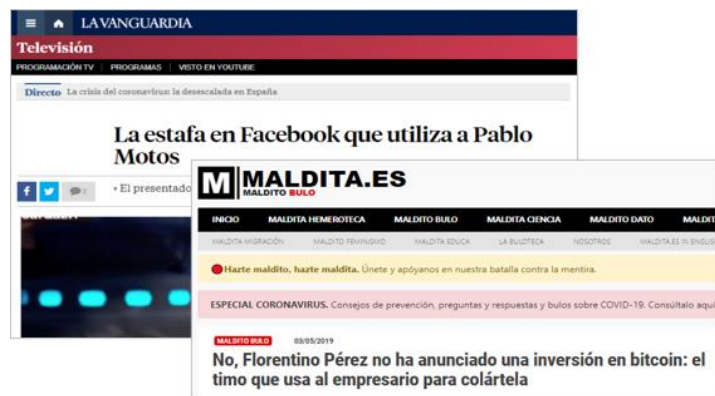 LAVANGUARDIA
Televisión
PROGRAMACIÓN TV | PROGRAMAS | VISTO EN YOUTUBE
Directo La crisis del coronavirus: la desescalada en España
La estafa en Facebook que utiliza a Pablo
Motos
• El presentado
MALDITA.ES
MALDITO BULO
INICIO MALDITA HEMEROTECA MALDITO BULO MALDITA CIENCIA MALDITO DATO MALDIT
MALDITA MIGRACIÓN MALDITO FEMINISMO MALDITA EDUCA LA BULOTECA NOSOTROS MALDITA.ES IN ENGLIS
Hazte maldito, hazte maldita. Únete y apóyanos en nuestra batalla contra la mentira.
ESPECIAL CORONAVIRUS. Consejos de prevención, preguntas y respuestas y bulos sobre COVID-19. Consúltalo aquí
MALDITO BULO 03/05/2019
No, Florentino Pérez no ha anunciado una inversión en bitcoin: el
timo que usa al empresario para colártela